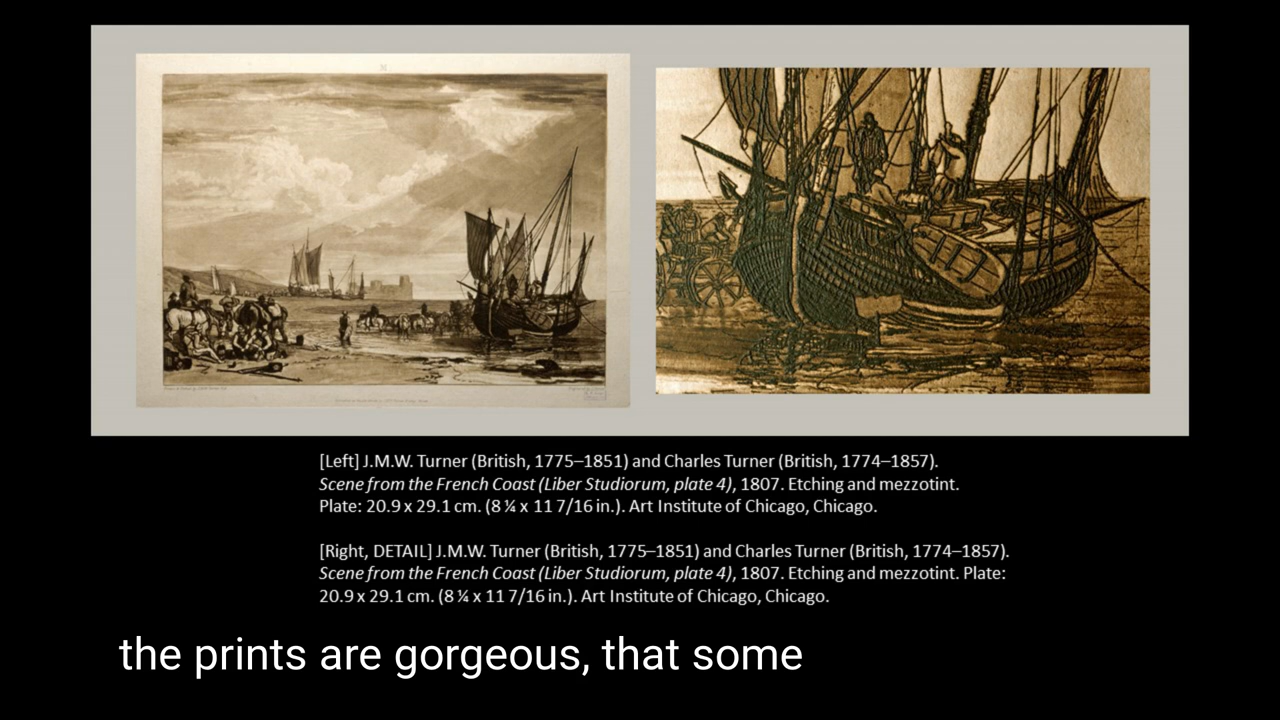 [Left] J.M.W. Turner (British, 1775–1851) and Charles Turner (British, 1774–1857).
Scene from the French Coast (Liber Studiorum, plate 4), 1807. Etching and mezzotint.
Plate: 20.9 x 29.1 cm. (8 ¼ x 11 7/16 in.). Art Institute of Chicago, Chicago.
[Right, DETAIL] J.M.W. Turner (British, 1775–1851) and Charles Turner (British, 1774–1857).
Scene from the French Coast (Liber Studiorum, plate 4), 1807. Etching and mezzotint. Plate:
20.9 x 29.1 cm. (8 ¼ x 11 7/16 in.). Art Institute of Chicago, Chicago.
the prints are gorgeous, that some